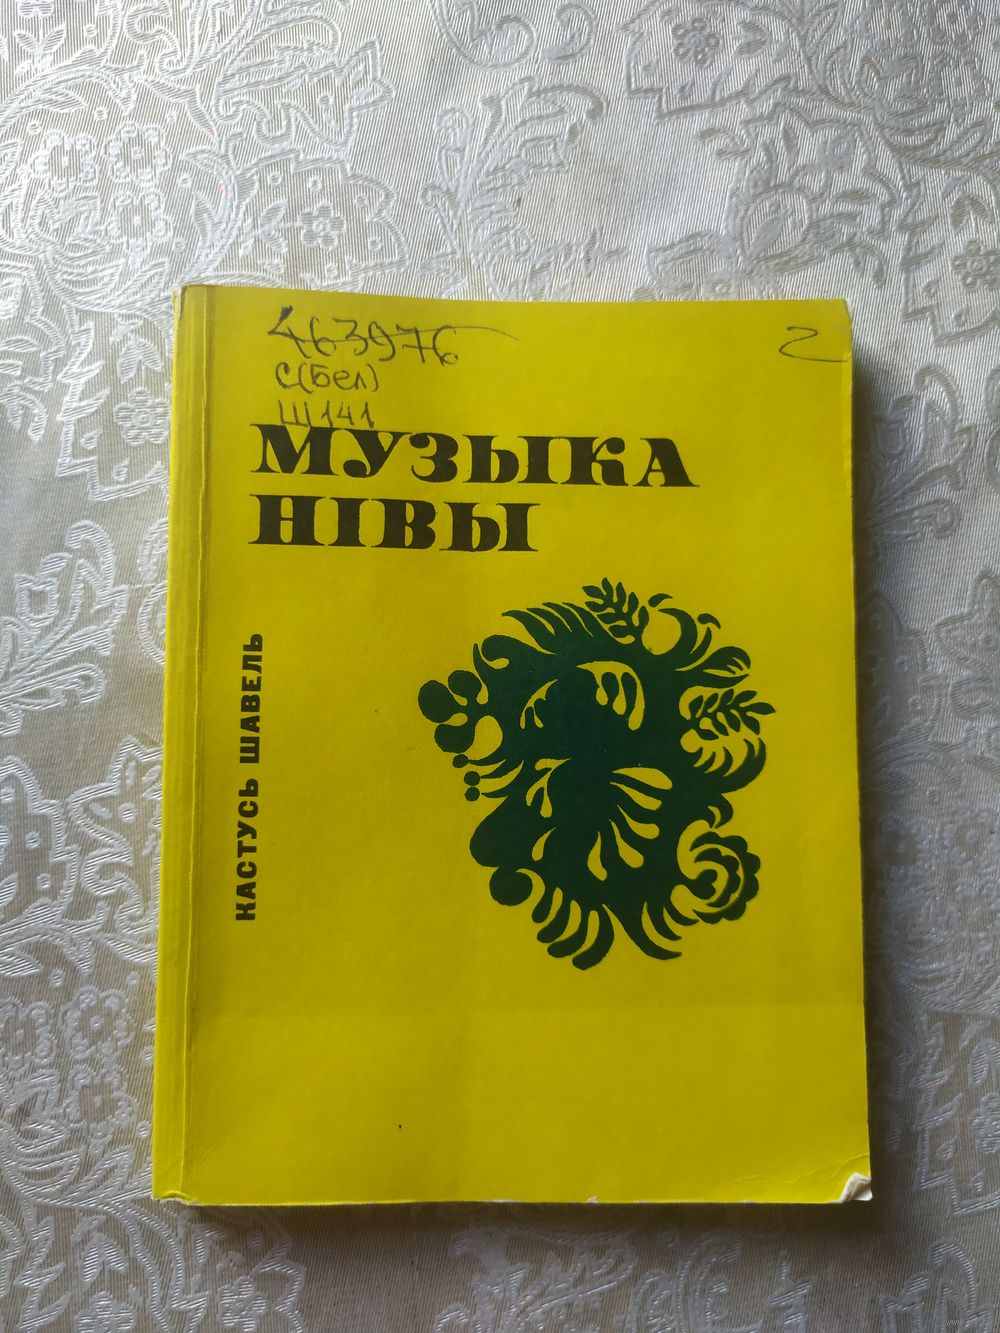 463976
С(Бел)
Ш141
2
МУЗЫКА
НІВЫ
КАСТУСЬ ШАВЕЛЬ